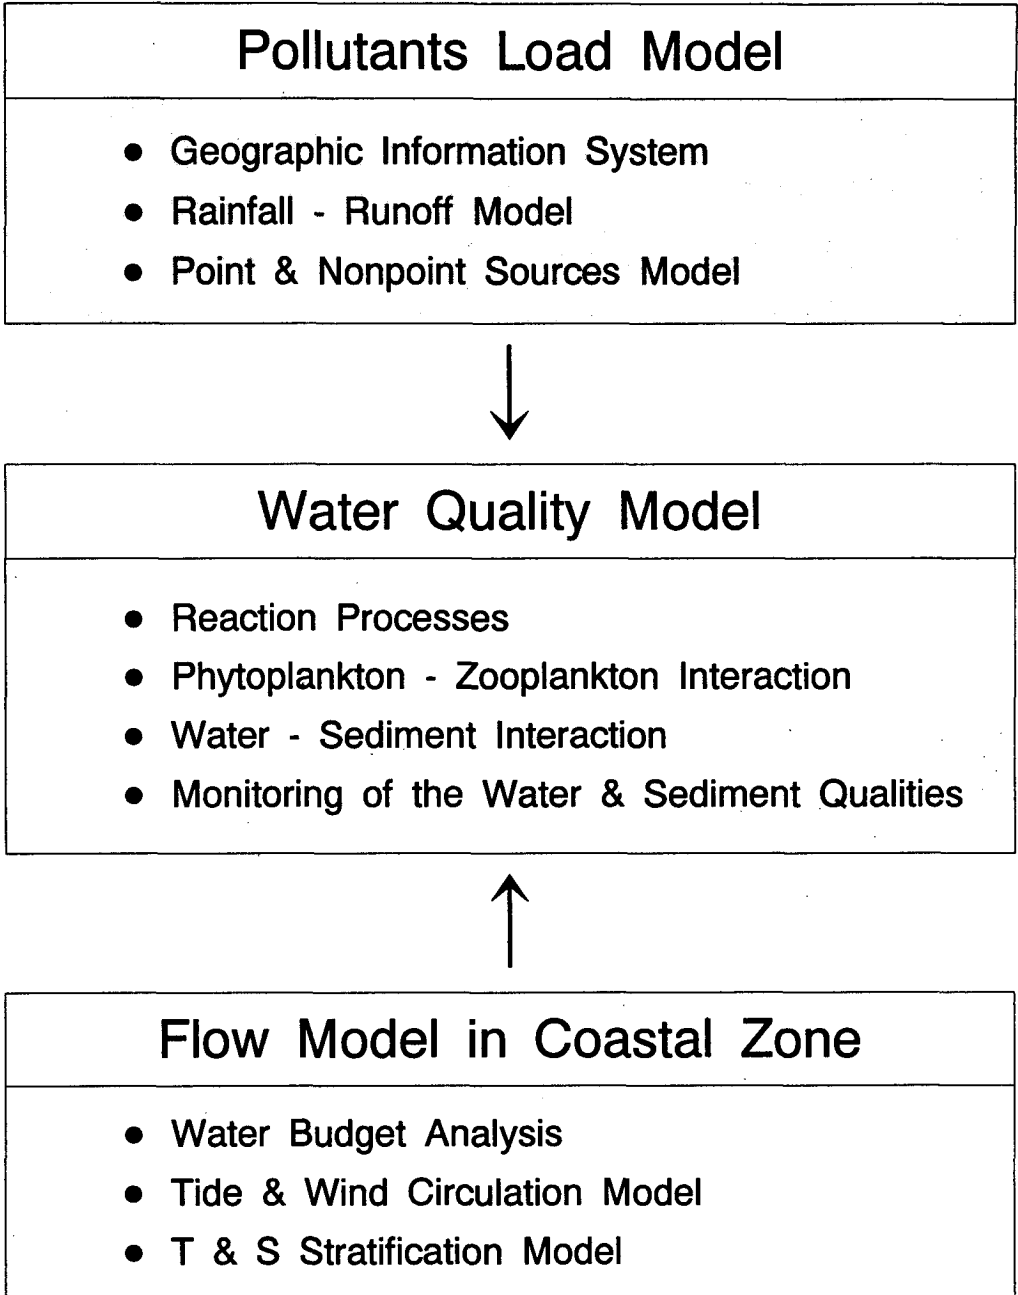 Pollutants Load Model
● Geographic Information System
● Rainfall - Runoff Model
● Point & Nonpoint Sources Model
Water Quality Model
● Reaction Processes
● Phytoplankton - Zooplankton Interaction
● Water - Sediment Interaction
● Monitoring of the Water & Sediment Qualities
Flow Model in Coastal Zone
● Water Budget Analysis
● Tide & Wind Circulation Model
● T & S Stratification Model